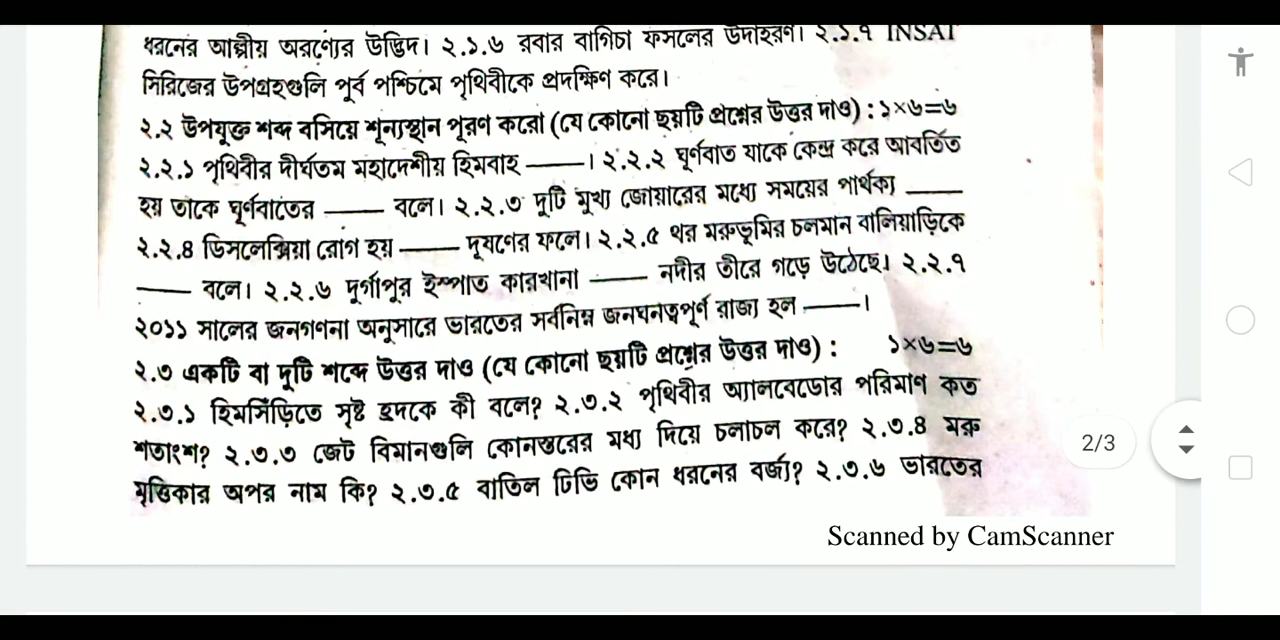 ধরনের আল্পীয় অরণ্যের উদ্ভিদ। ২.১.৬ রবার বাগিচা ফসলের উদাহরণ। ২.১.৭ INSAT
সিরিজের উপগ্রহগুলি পূর্ব পশ্চিমে পৃথিবীকে প্রদক্ষিণ করে।
২.২ উপযুক্ত শব্দ বসিয়ে শূন্যস্থান পূরণ করো (যে কোনো ছয়টি প্রশ্নের উত্তর দাও) : ১×৬=৬
২.২.১ পৃথিবীর দীর্ঘতম মহাদেশীয় হিমবাহ ——। ২.২.২ ঘূর্ণবাত যাকে কেন্দ্র করে আবর্তিত
হয় তাকে ঘূর্ণবাতের —— বলে। ২.২.৩ দুটি মুখ্য জোয়ারের মধ্যে সময়ের পার্থক্য ——
২.২.৪ ডিসলেক্সিয়া রোগ হয় —— দূষণের ফলে। ২.২.৫ থর মরুভূমির চলমান বালিয়াড়িকে
—— বলে। ২.২.৬ দুর্গাপুর ইস্পাত কারখানা —— নদীর তীরে গড়ে উঠেছে। ২.২.৭
২০১১ সালের জনগণনা অনুসারে ভারতের সর্বনিম্ন জনঘনত্বপূর্ণ রাজ্য হল ——।
২.৩ একটি বা দুটি শব্দে উত্তর দাও (যে কোনো ছয়টি প্রশ্নের উত্তর দাও) : ১×৬=৬
২.৩.১ হিমসিঁড়িতে সৃষ্ট হ্রদকে কী বলে? ২.৩.২ পৃথিবীর অ্যালবেডোর পরিমাণ কত
শতাংশ? ২.৩.৩ জেট বিমানগুলি কোনস্তরের মধ্য দিয়ে চলাচল করে? ২.৩.৪ মরু
মৃত্তিকার অপর নাম কি? ২.৩.৫ বাতিল টিভি কোন ধরনের বর্জ্য? ২.৩.৬ ভারতের
2/3
Scanned by CamScanner